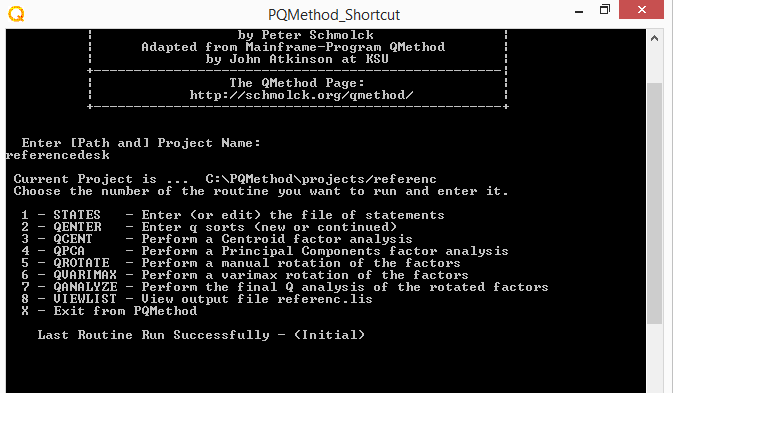 PQMethod_Shortcut
by Peter Schmolck
Adapted from Mainframe-Program QMethod
by John Atkinson at KSU
The QMethod Page:
http://schmolck.org/qmethod/
Enter [Path and] Project Name:
referencedesk
Current Project is ...  C:\PQMethod\projects/referenc
Choose the number of the routine you want to run and enter it.
1 - STATES   - Enter (or edit) the file of statements
2 - QENTER   - Enter q sorts (new or continued)
3 - QCENT    - Perform a Centroid factor analysis
4 - QPCA     - Perform a Principal Components factor analysis
5 - QROTATE  - Perform a manual rotation of the factors
6 - QVARIMAX - Perform a varimax rotation of the factors
7 - QANALYZE - Perform the final Q analysis of the rotated factors
8 - VIEWLIST - View output file referenc.lis
X - Exit from PQMethod
Last Routine Run Successfully - (Initial)